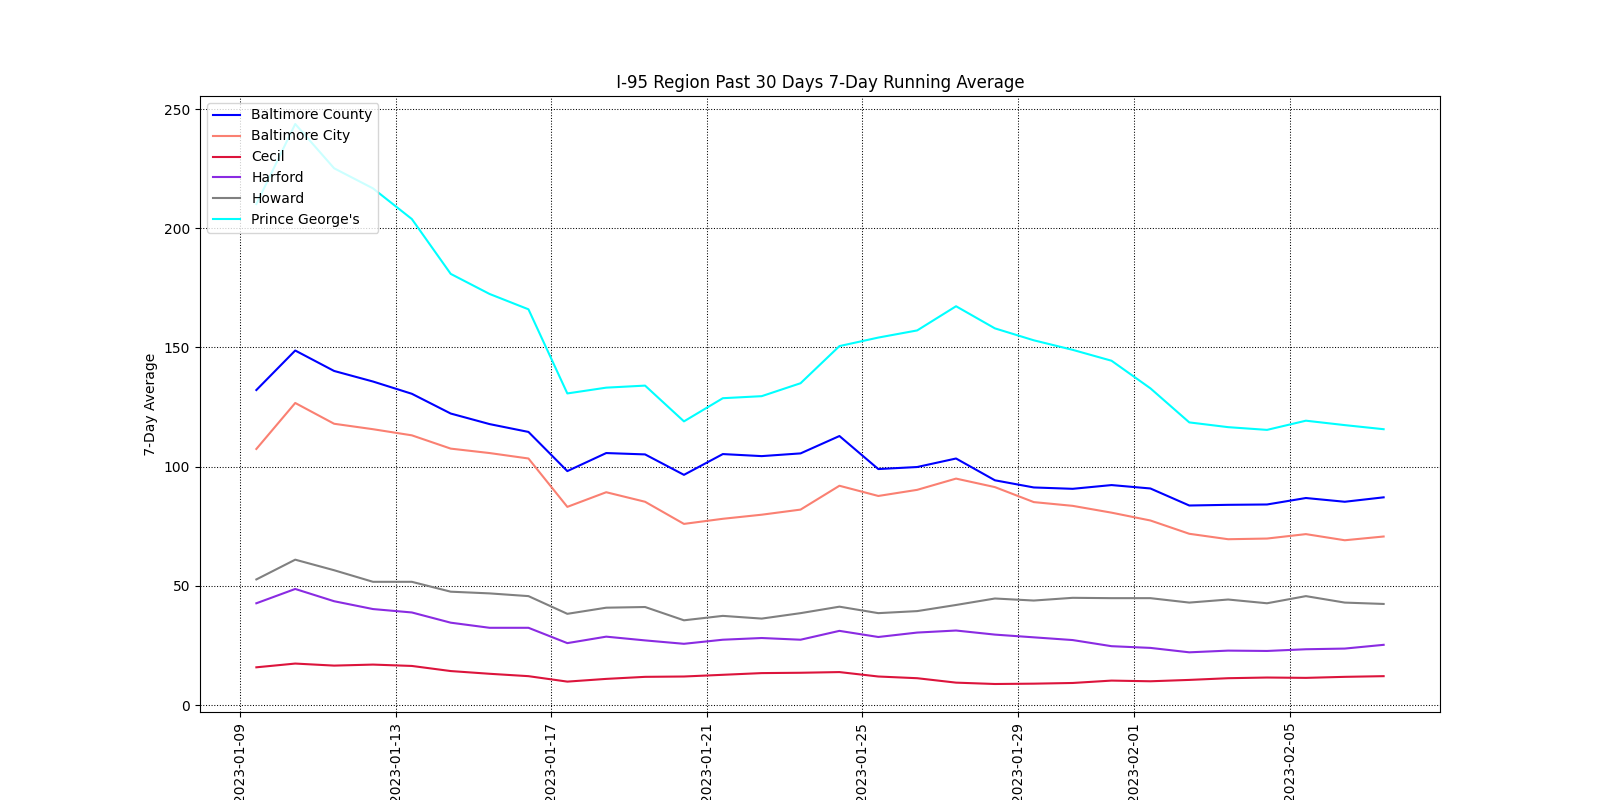 I-95 Region Past 30 Days 7-Day Running Average
250
200
150
100
50
0
7-Day Average
Baltimore County
Baltimore City
Cecil
Harford
Howard
Prince George's
2023-01-09
2023-01-13
2023-01-17
2023-01-21
2023-01-25
2023-01-29
2023-02-01
2023-02-05